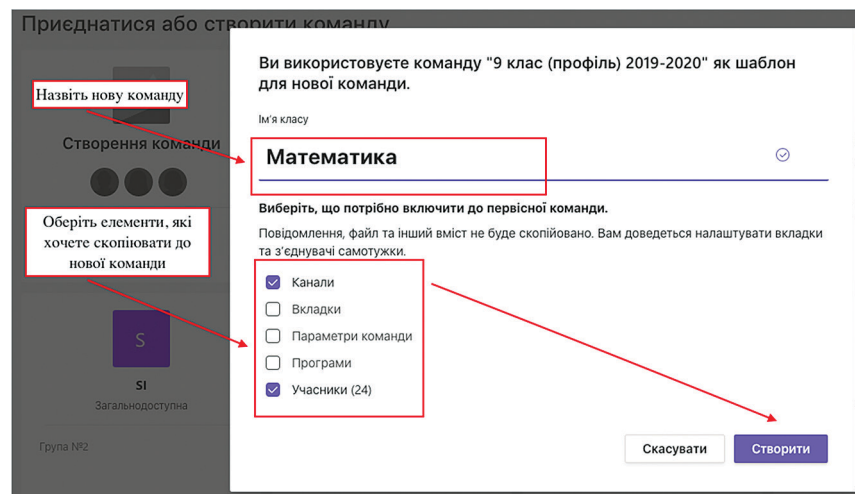 Приєднатися або створити команду
Назвіть нову команду
Створення команди
Оберіть елементи, які
хочете скопіювати до
нової команди
S
SI
Загальнодоступна
Група №2
Ви використовуєте команду "9 клас (профіль) 2019-2020" як шаблон
для нової команди.
Ім'я класу
Математика
Виберіть, що потрібно включити до первісної команди.
Повідомлення, файл та інший вміст не буде скопійовано. Вам доведеться налаштувати вкладки
та з'єднувачі самотужки.
Канали
Вкладки
Параметри команди
Програми
Учасники (24)
Скасувати
Створити